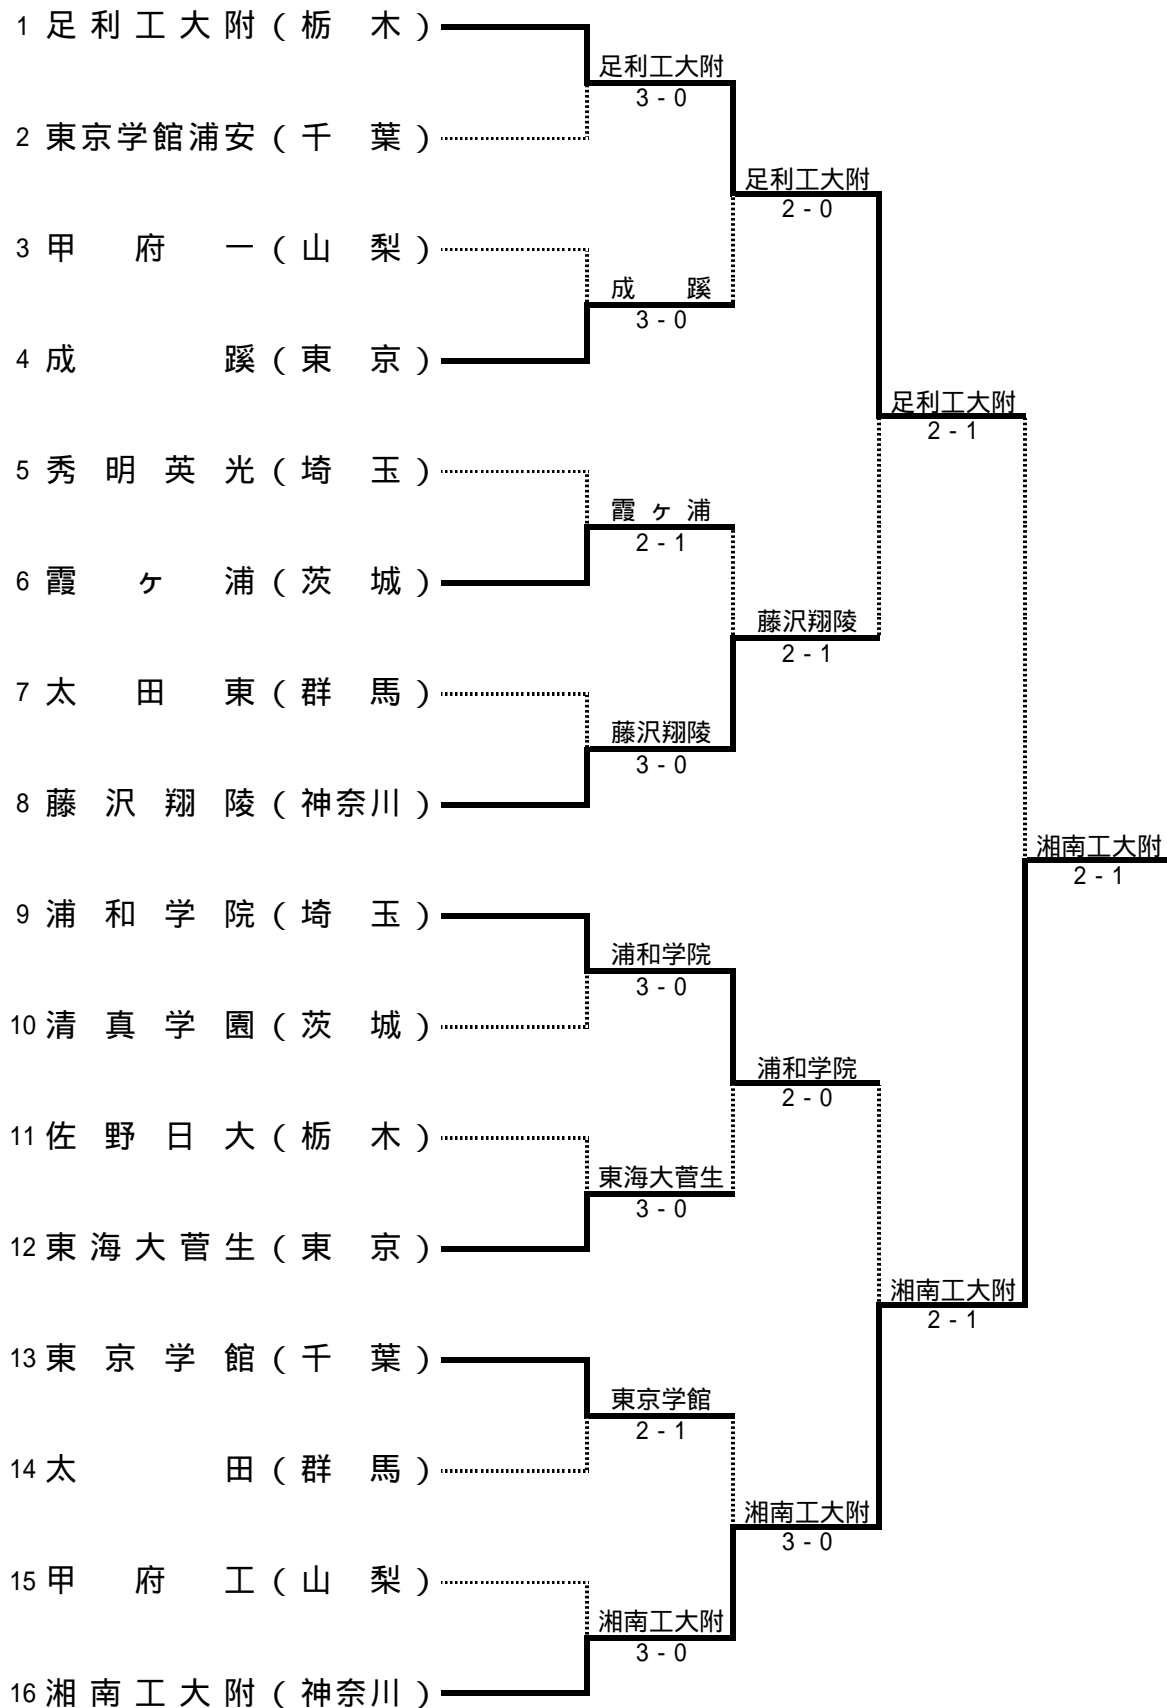 1 足利工大附(栃 木)
足利工大附
3 - 0
2 東京学館浦安(千 葉)
足利工大附
2 - 0
3 甲 府 一(山 梨)
成 蹊
3 - 0
4 成 蹊(東 京)
足利工大附
2 - 1
5 秀明英光(埼 玉)
霞ヶ浦
2 - 1
6 霞 ヶ 浦(茨 城)
藤沢翔陵
2 - 1
7 太 田 東(群 馬)
藤沢翔陵
3 - 0
8 藤沢翔陵(神奈川)
湘南工大附
2 - 1
9 浦和学院(埼 玉)
浦和学院
3 - 0
10 清真学園(茨 城)
浦和学院
2 - 0
11 佐野日大(栃 木)
東海大菅生
3 - 0
12 東海大菅生(東 京)
湘南工大附
2 - 1
13 東京学館(千 葉)
東京学館
2 - 1
14 太 田(群 馬)
湘南工大附
3 - 0
15 甲 府 工(山 梨)
湘南工大附
3 - 0
16 湘南工大附(神奈川)